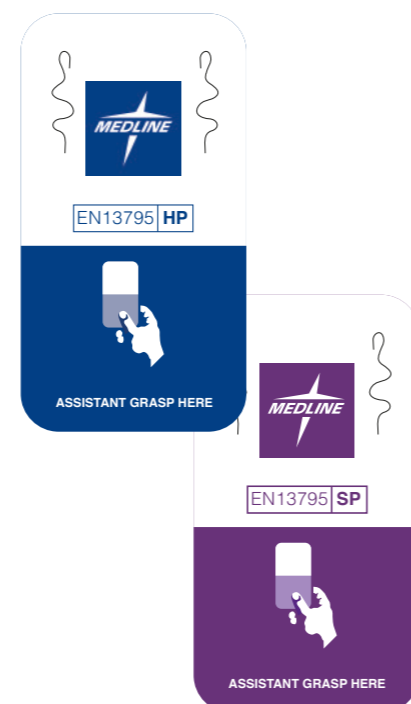 MEDLINE
EN13795 HP
ASSISTANT GRASP HERE
MEDLINE
EN13795 SP
ASSISTANT GRASP HERE